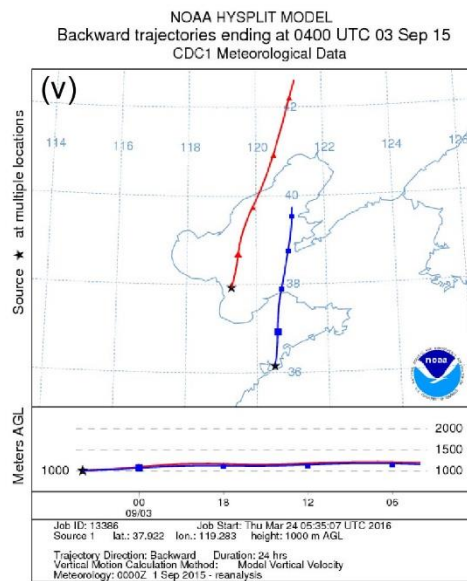 NOAA HYSPLIT MODEL
Backward trajectories ending at 0400 UTC 03 Sep 15
CDC1 Meteorological Data
(v)
114 116 118 120 122 124 126
42
40
38
36
Source ★ at multiple locations
noaa
Meters AGL
2000
1500
1000 1000
00 18 12 06
09/03
Job ID: 13386 Job Start: Thu Mar 24 05:35:07 UTC 2016
Source 1 lat.: 37.922 lon.: 119.283 height: 1000 m AGL
Trajectory Direction: Backward Duration: 24 hrs
Vertical Motion Calculation Method: Model Vertical Velocity
Meteorology: 0000Z 1 Sep 2015 - reanalysis